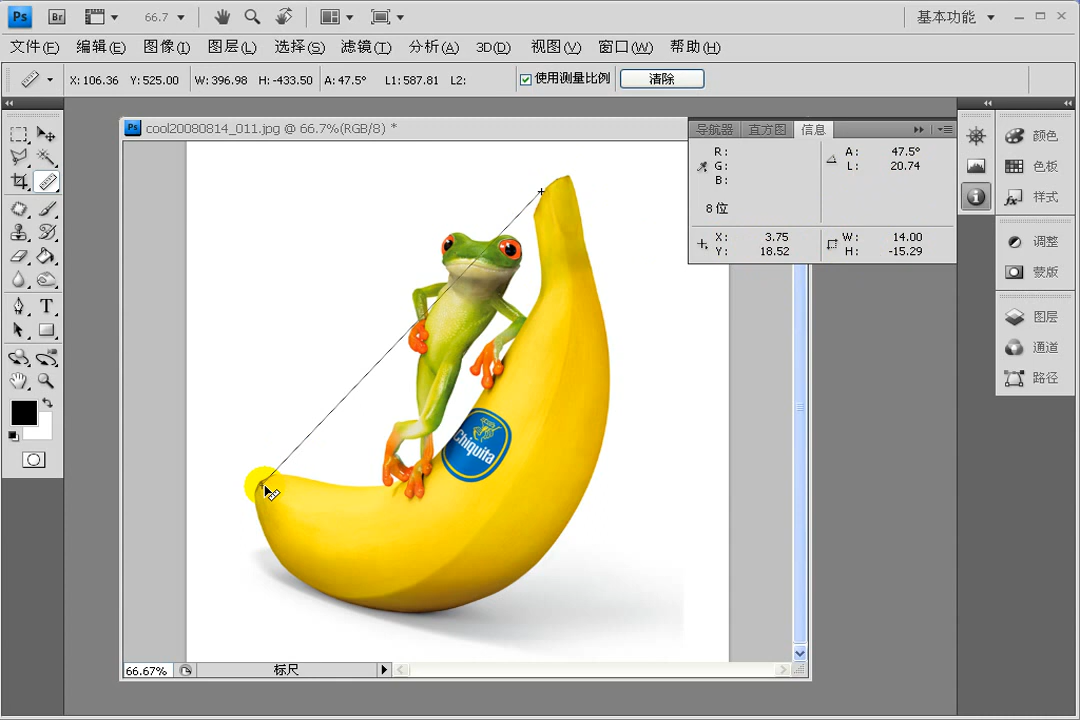 Ps Br 66.7 基本功能
文件(F) 编辑(E) 图像(I) 图层(L) 选择(S) 滤镜(T) 分析(A) 3D(D) 视图(V) 窗口(W) 帮助(H)
X: 106.36 Y: 525.00 W: 396.98 H: -433.50 A: 47.5° L1: 587.81 L2: 使用测量比例 清除
Ps cool20080814_011.jpg @ 66.7%(RGB/8) *
导航器 直方图 信息
R: A: 47.5°
G: L: 20.74
B:
8 位
X: 3.75 W: 14.00
Y: 18.52 H: -15.29
颜色
色板
样式
调整
蒙版
图层
通道
路径
T
Chiquita
66.67% 标尺